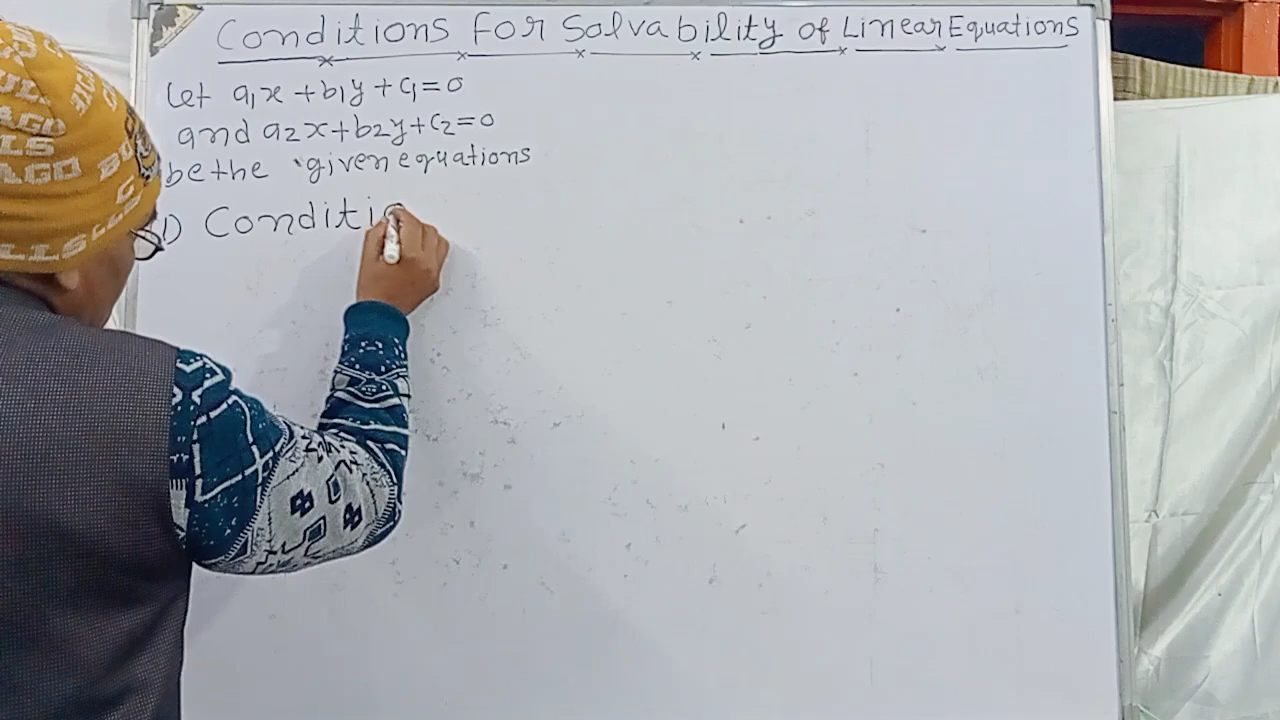 Conditions For Solvability of Linear Equations
Let a₁x + b₁y + c₁ = 0
and a₂x + b₂y + c₂ = 0
be the given equations
1) Conditio